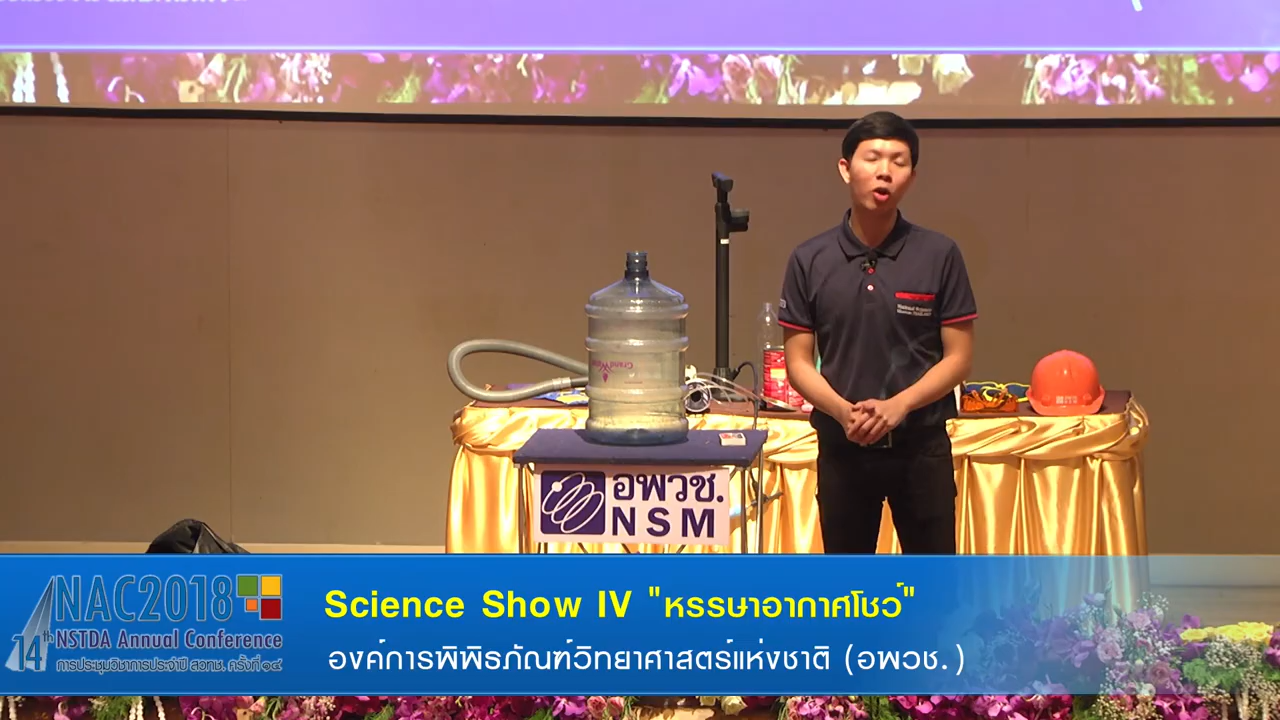 อพวช.
NSM
NAC2018
14th NSTDA Annual Conference
การประชุมวิชาการประจำปี สวทช. ครั้งที่ ๑๔
Science Show IV "หรรษาอากาศโชว์"
องค์การพิพิธภัณฑ์วิทยาศาสตร์แห่งชาติ (อพวช.)